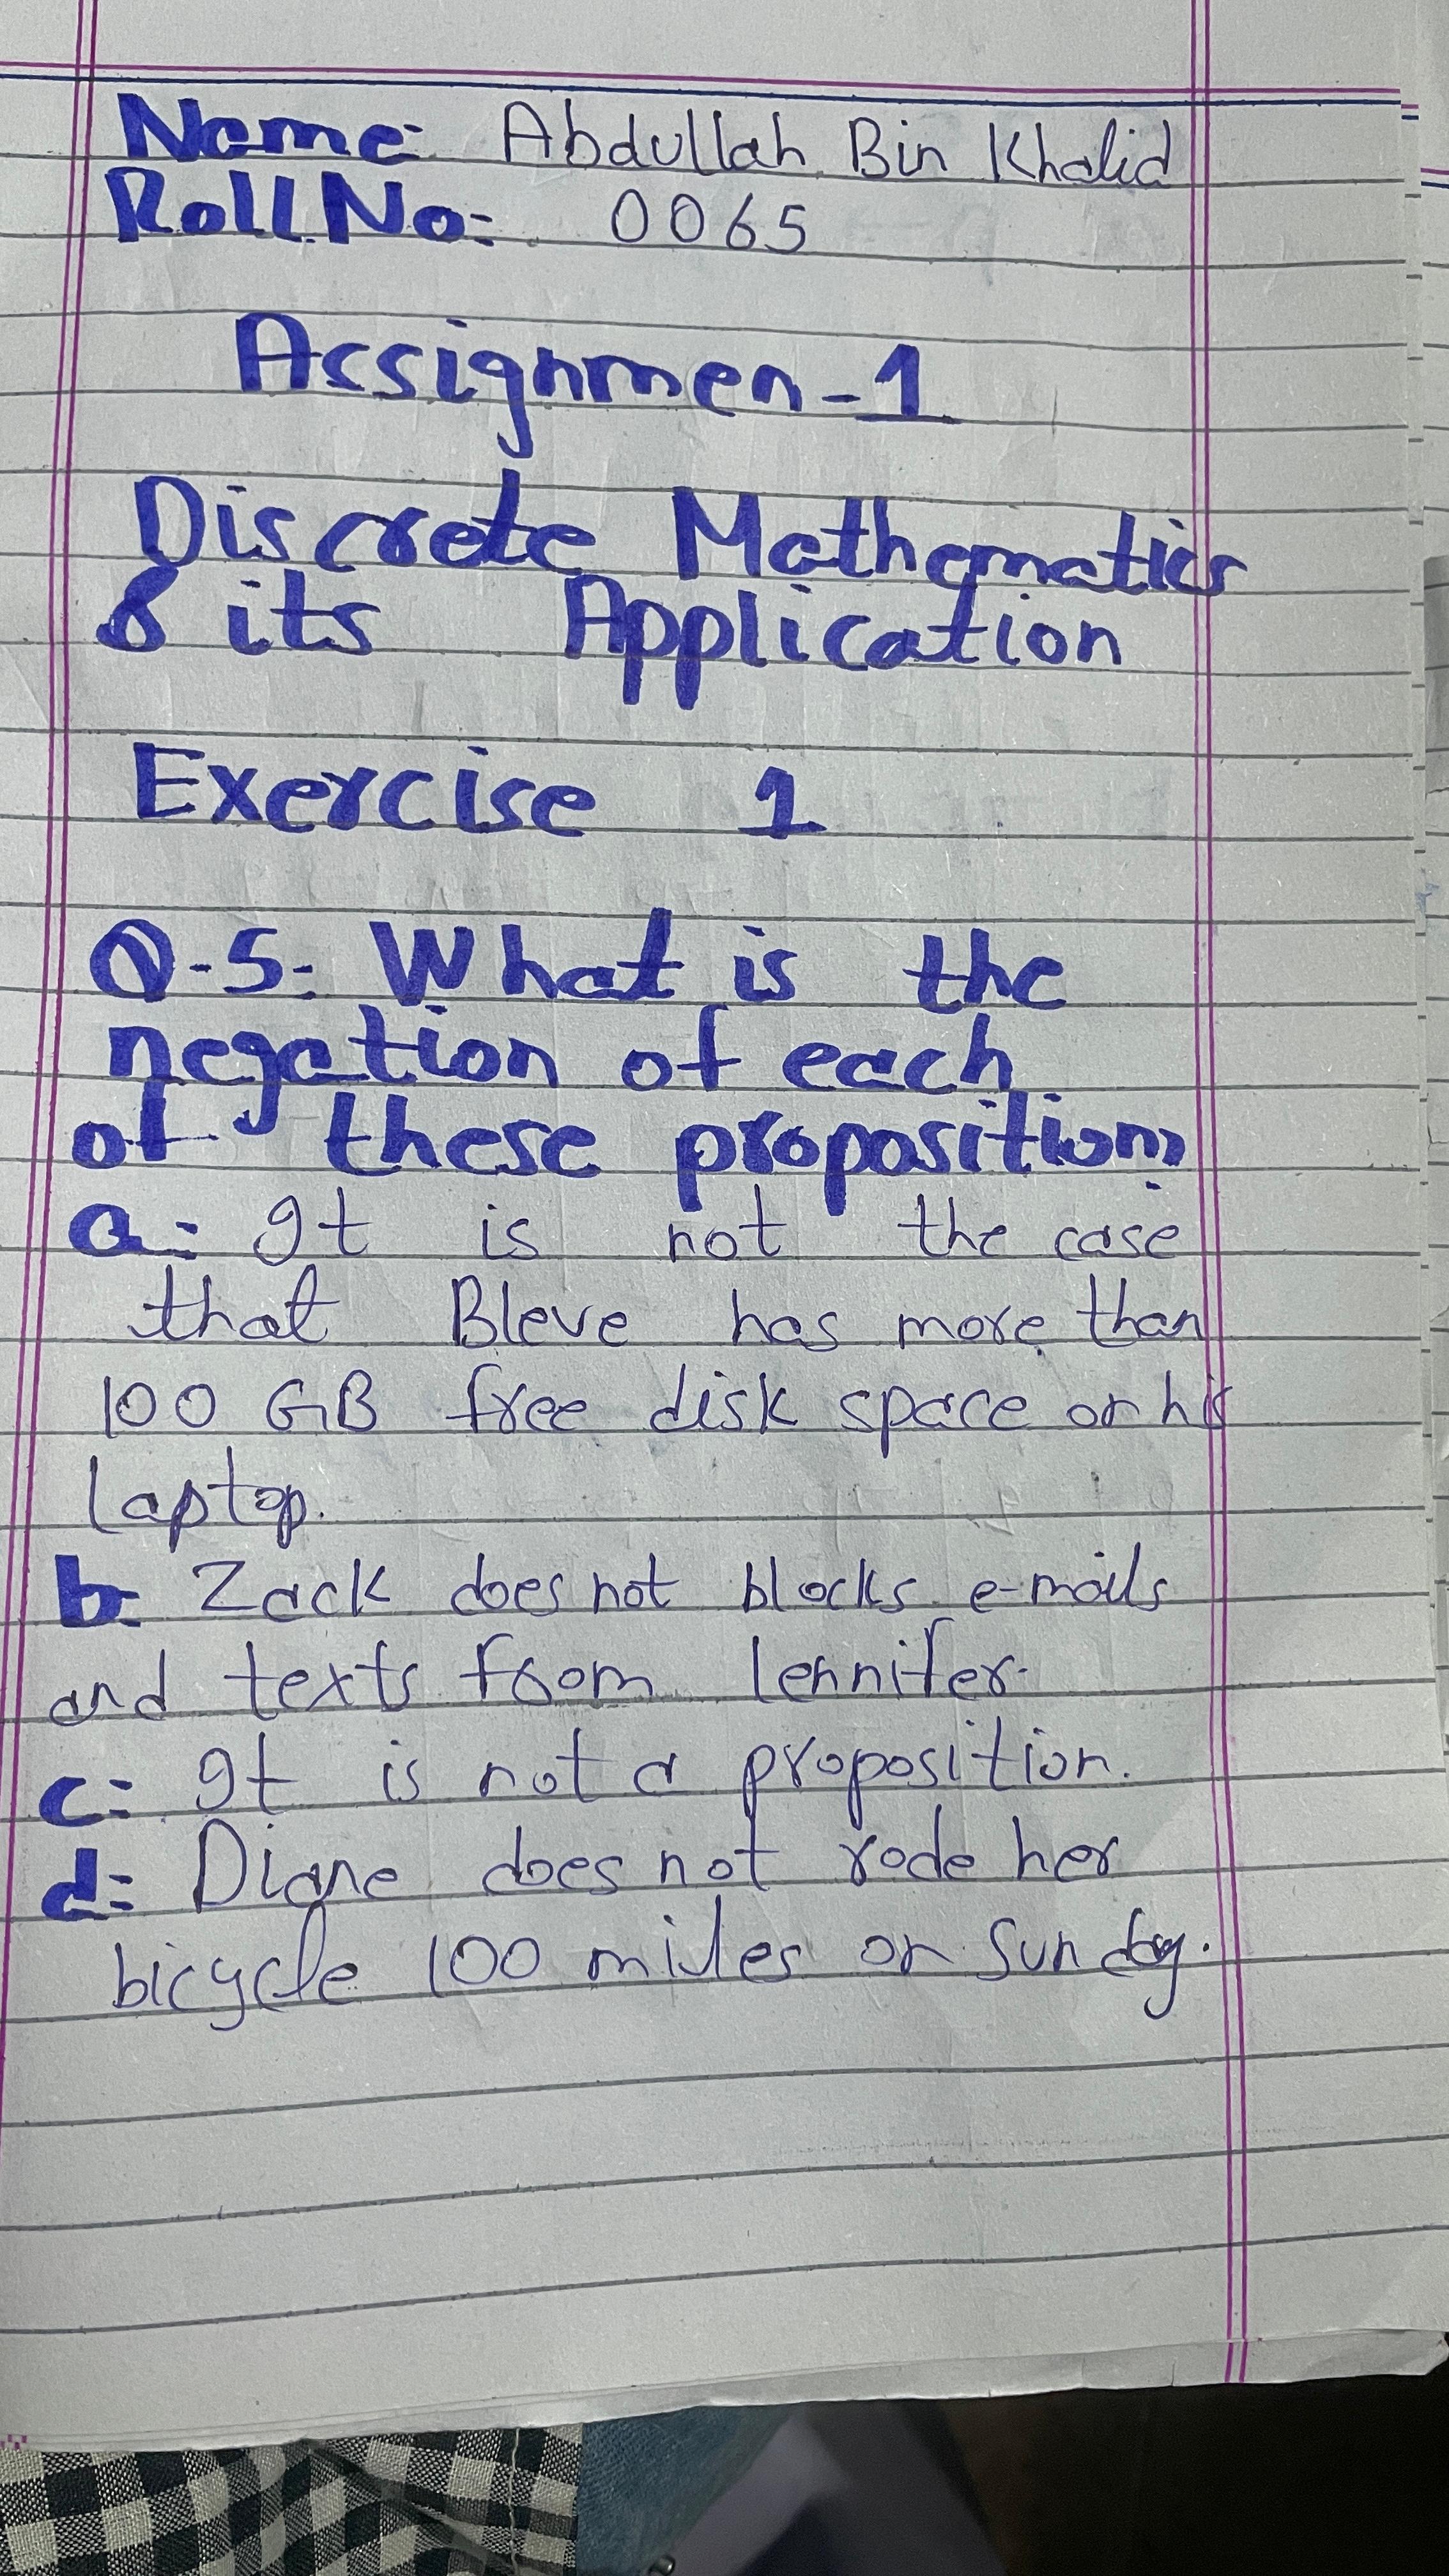 Name: Abdullah Bin Khalid
Roll No:- 0065
Assignmen-1
Discrete Mathematics
& its Application
Exercise 1
Q-5- What is the
negation of each
of these propositions
a:- It is not the case
that Bleve has more than
100 GB free disk space on his
laptop.
b- Zack does not blocks e-mails
and texts from Lennifer.
c:- It is not a proposition.
d:- Diane does not rode her
bicycle 100 miles on Sunday.